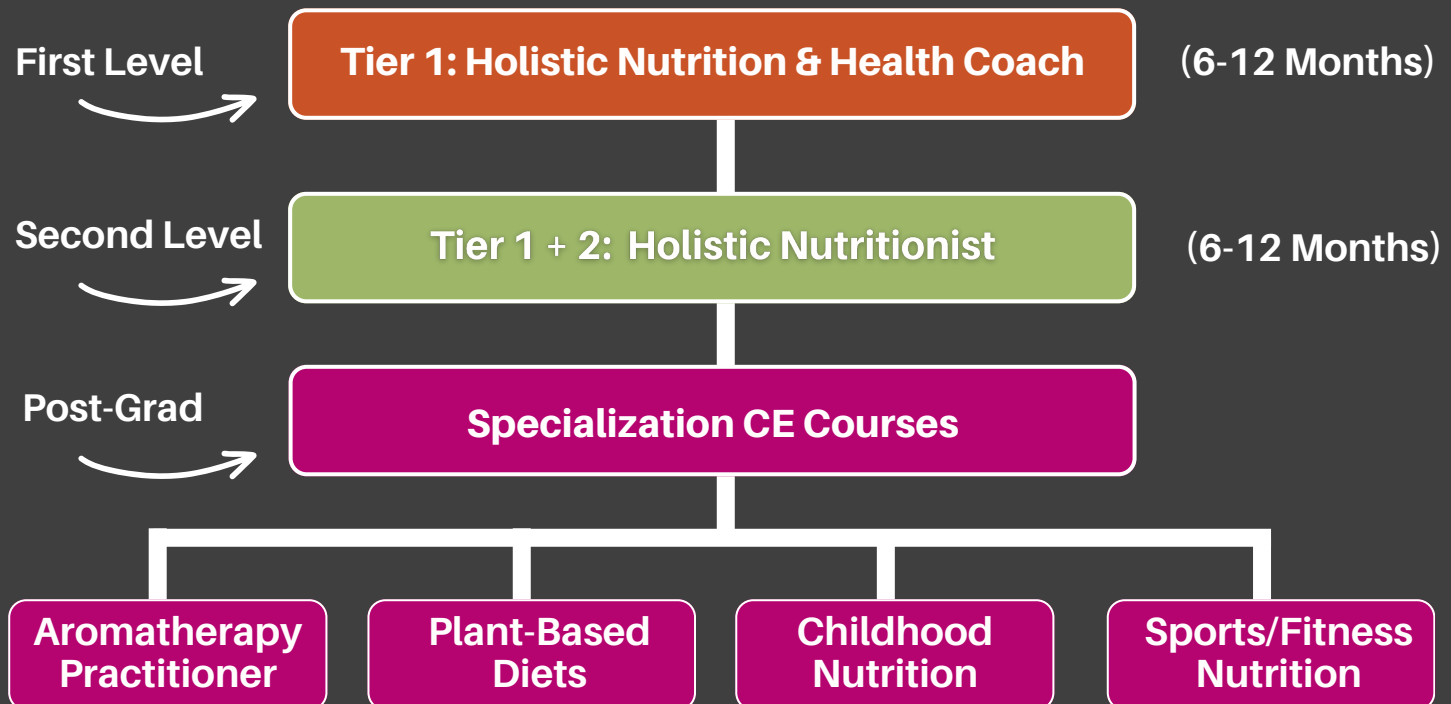 First Level
Tier 1: Holistic Nutrition & Health Coach
(6-12 Months)
Second Level
Tier 1 + 2: Holistic Nutritionist
(6-12 Months)
Post-Grad
Specialization CE Courses
Aromatherapy
Practitioner
Plant-Based
Diets
Childhood
Nutrition
Sports/Fitness
Nutrition